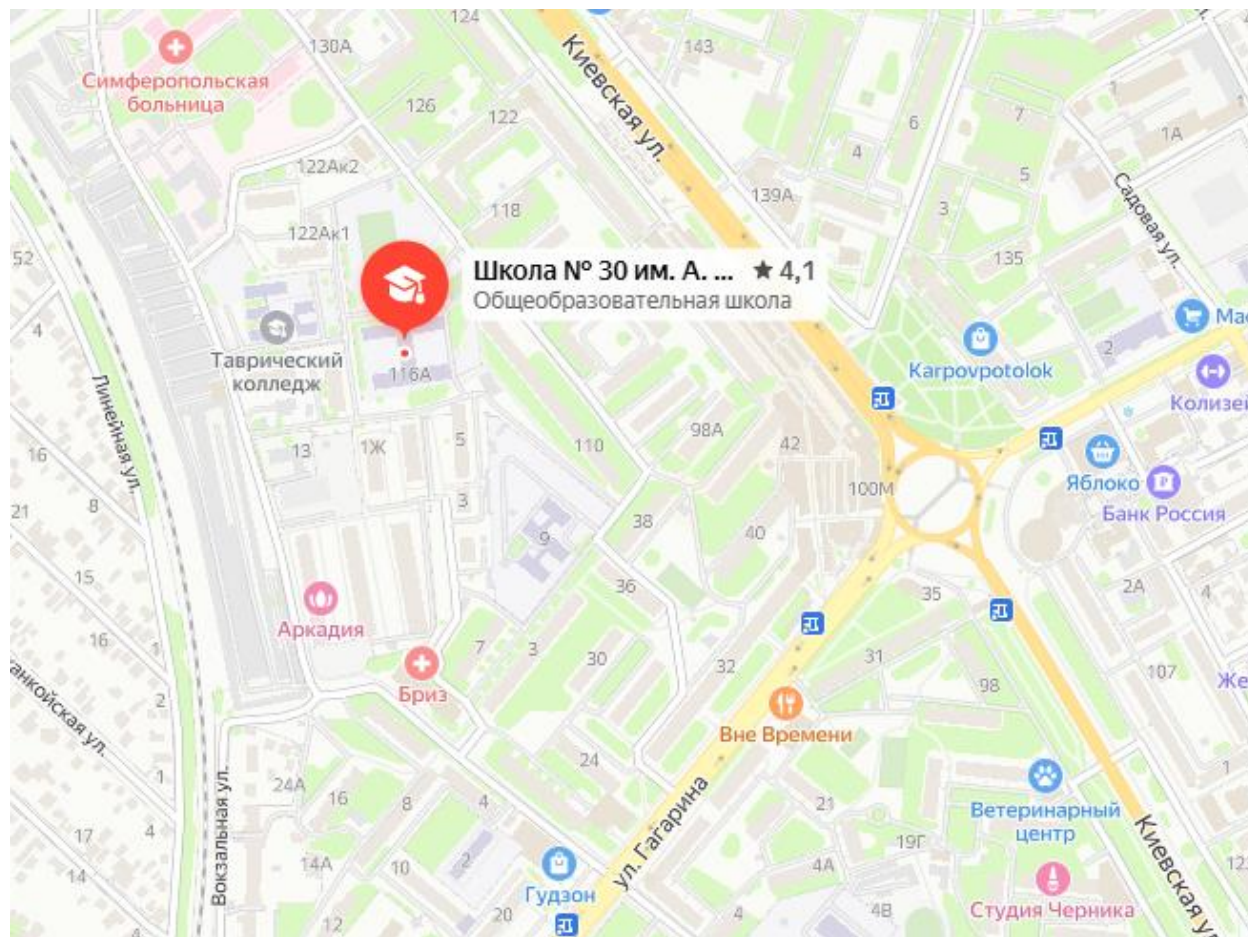 124
130А
143
Симферопольская
больница
126
122
Киевская ул.
6
7
1
1А
4
122Ак2
5
139А
Садовая ул.
118
3
122Ак1
52
135
Школа № 30 им. А. ... ★ 4,1
Общеобразовательная школа
4
Таврический
колледж
116А
Karpovpotolok
2
Колизей
Линейная ул.
13
1Ж
5
110
98А
42
16
3
100М
Яблоко
Банк Россия
21
8
9
38
40
15
36
35
2А
4
Аркадия
16
1
7
3
30
32
31
98
107
Бриз
2
Вне Времени
1
24
24А
16
8
4
21
Ветеринарный
центр
Вокзальная ул.
ул. Гагарина
Киевская ул.
17
4
14
14А
10
2
19Г
4А
Гудзон
Студия Черника
12
20
4
4В